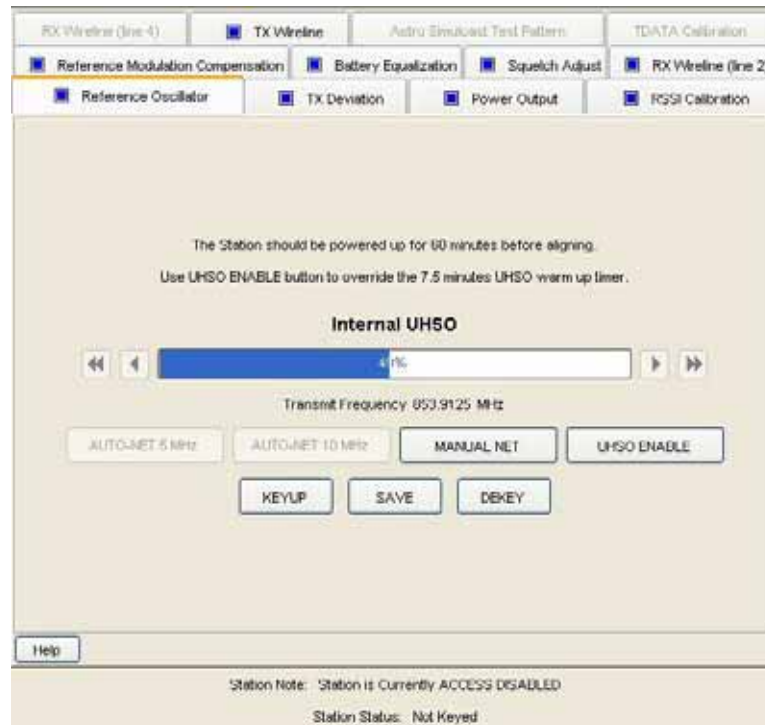 RX Wireline (line 4) TX Wireline Astro Simulcast Test Pattern TDATA Calibration
Reference Modulation Compensation Battery Equalization Squelch Adjust RX Wireline (line 2
Reference Oscillator TX Deviation Power Output RSSI Calibration
The Station should be powered up for 60 minutes before aligning.
Use UHSO ENABLE button to override the 7.5 minutes UHSO warm up timer.
Internal UHSO
Transmit Frequency 853.9125 MHz
AUTO-NET 5 MHz AUTO-NET 10 MHz MANUAL NET UHSO ENABLE
KEYUP SAVE DEKEY
Help
Station Note: Station is Currently ACCESS DISABLED
Station Status: Not Keyed